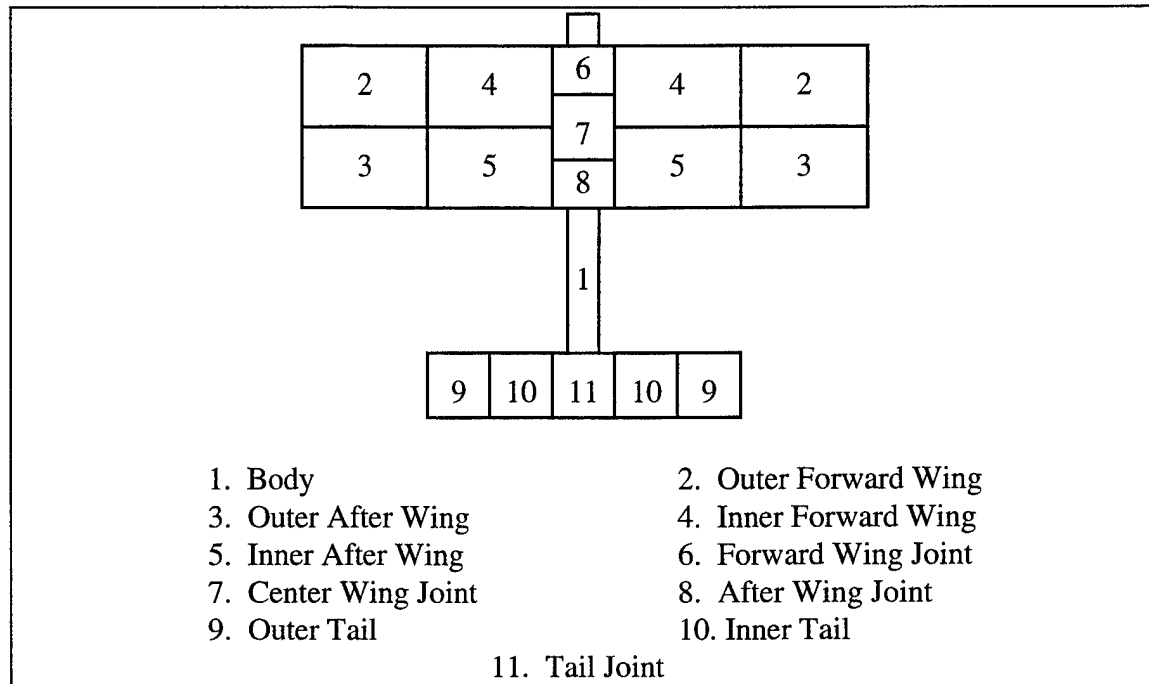 2 4 6 4 2
7
3 5 8 5 3
1
9 10 11 10 9
1. Body 2. Outer Forward Wing
3. Outer After Wing 4. Inner Forward Wing
5. Inner After Wing 6. Forward Wing Joint
7. Center Wing Joint 8. After Wing Joint
9. Outer Tail 10. Inner Tail
11. Tail Joint